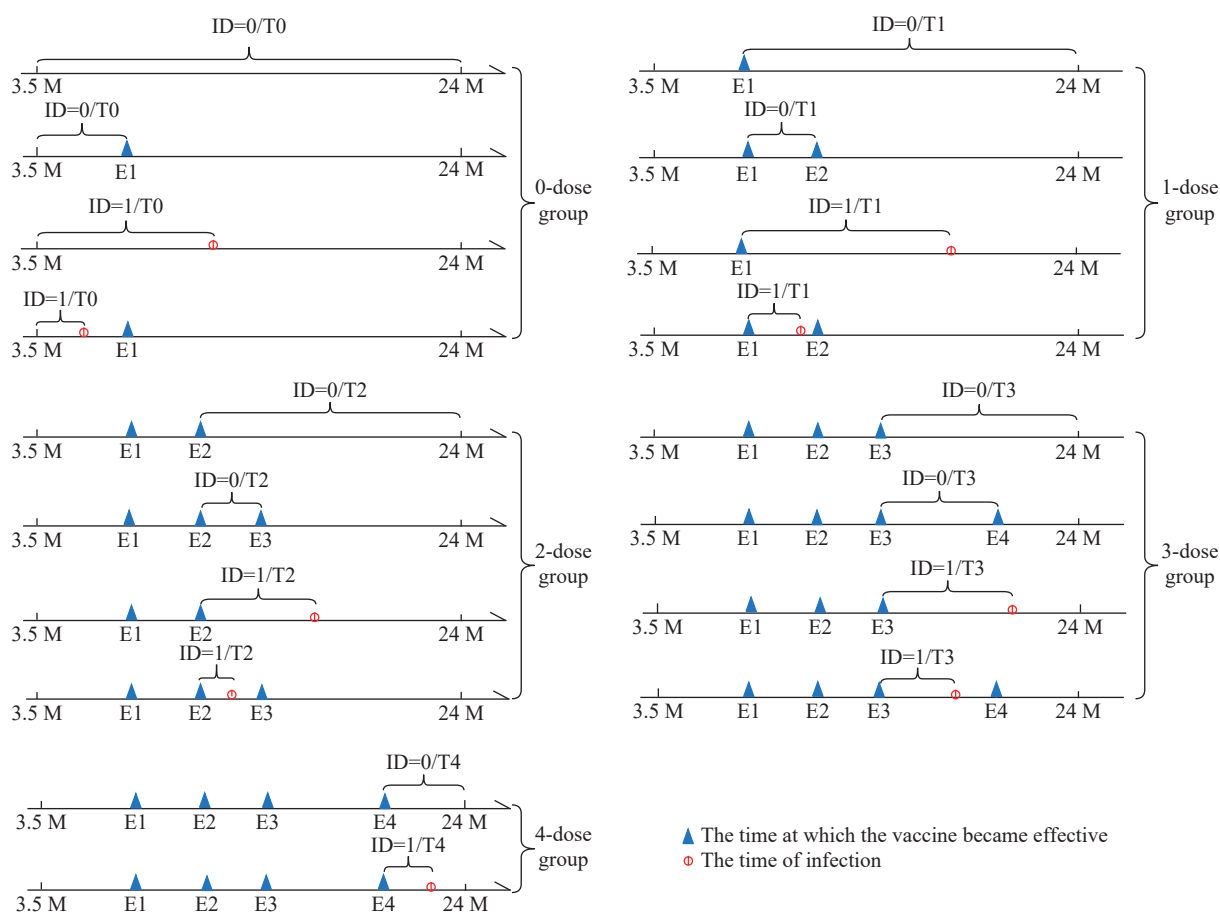 ID=0/T0
3.5 M 24 M
ID=0/T0
3.5 M E1 24 M
ID=1/T0
3.5 M 24 M
ID=1/T0
3.5 M E1 24 M
0-dose
group
ID=0/T1
3.5 M E1 24 M
ID=0/T1
3.5 M E1 E2 24 M
ID=1/T1
3.5 M E1 24 M
ID=1/T1
3.5 M E1 E2 24 M
1-dose
group
ID=0/T2
3.5 M E1 E2 24 M
ID=0/T2
3.5 M E1 E2 E3 24 M
ID=1/T2
3.5 M E1 E2 24 M
ID=1/T2
3.5 M E1 E2 E3 24 M
2-dose
group
ID=0/T3
3.5 M E1 E2 E3 24 M
ID=0/T3
3.5 M E1 E2 E3 E4 24 M
ID=1/T3
3.5 M E1 E2 E3 24 M
ID=1/T3
3.5 M E1 E2 E3 E4 24 M
3-dose
group
ID=0/T4
3.5 M E1 E2 E3 E4 24 M
ID=1/T4
3.5 M E1 E2 E3 E4 24 M
4-dose
group
The time at which the vaccine became effective
The time of infection